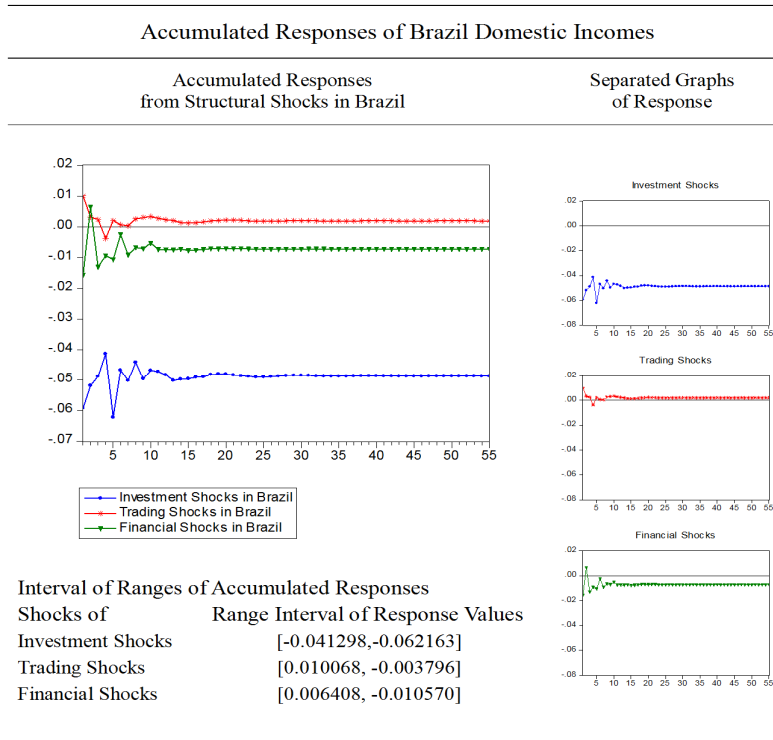 Accumulated Responses of Brazil Domestic Incomes
Accumulated Responses
from Structural Shocks in Brazil
Separated Graphs
of Response
.02
.01
.00
-.01
-.02
-.03
-.04
-.05
-.06
-.07
5 10 15 20 25 30 35 40 45 50 55
Investment Shocks in Brazil
Trading Shocks in Brazil
Financial Shocks in Brazil
Investment Shocks
.02
.00
-.02
-.04
-.06
-.08
5 10 15 20 25 30 35 40 45 50 55
Trading Shocks
.02
.00
-.02
-.04
-.06
-.08
5 10 15 20 25 30 35 40 45 50 55
Financial Shocks
.02
.00
-.02
-.04
-.06
-.08
5 10 15 20 25 30 35 40 45 50 55
Interval of Ranges of Accumulated Responses
Shocks of Range Interval of Response Values
Investment Shocks [-0.041298,-0.062163]
Trading Shocks [0.010068, -0.003796]
Financial Shocks [0.006408, -0.010570]